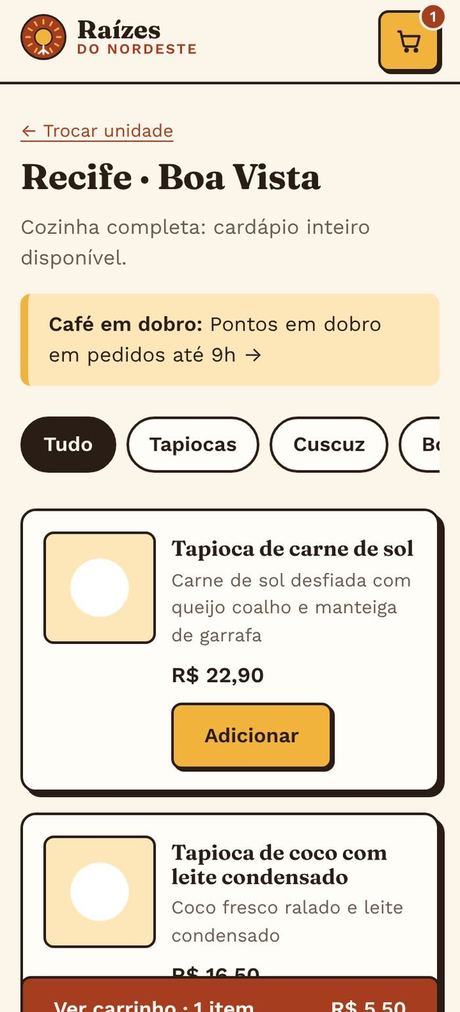 Raízes
DO NORDESTE
1
← Trocar unidade
Recife · Boa Vista
Cozinha completa: cardápio inteiro
disponível.
Café em dobro: Pontos em dobro
em pedidos até 9h →
Tudo
Tapiocas
Cuscuz
Bo
Tapioca de carne de sol
Carne de sol desfiada com
queijo coalho e manteiga
de garrafa
R$ 22,90
Adicionar
Tapioca de coco com
leite condensado
Coco fresco ralado e leite
condensado
R$ 16,50
Ver carrinho · 1 item
R$ 5,50